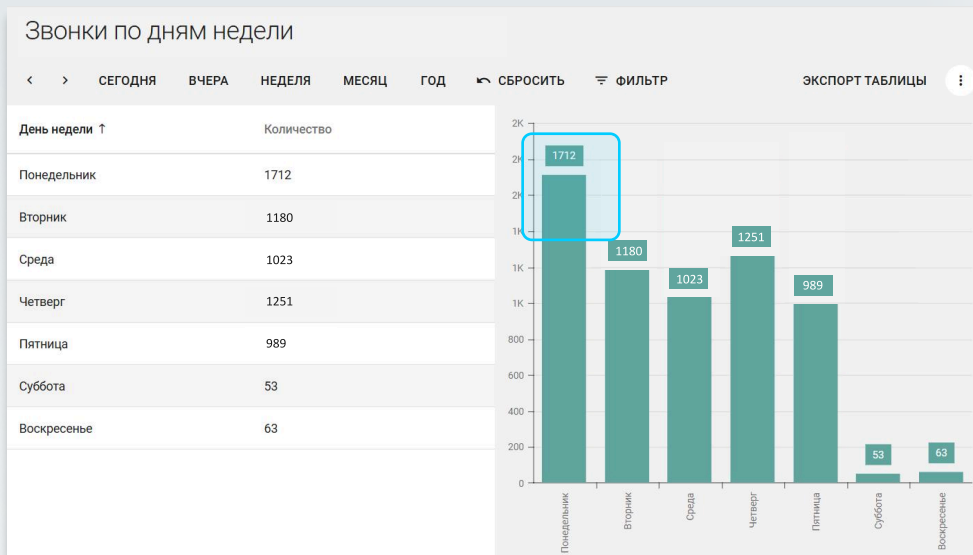 Звонки по дням недели
< > СЕГОДНЯ ВЧЕРА НЕДЕЛЯ МЕСЯЦ ГОД СБРОСИТЬ ФИЛЬТР ЭКСПОРТ ТАБЛИЦЫ
День недели ↑ Количество
Понедельник 1712
Вторник 1180
Среда 1023
Четверг 1251
Пятница 989
Суббота 53
Воскресенье 63
2K
2K
2K
1K
1K
1K
800
600
400
200
0
1712
1180
1023
1251
989
53
63
Понедельник
Вторник
Среда
Четверг
Пятница
Суббота
Воскресенье